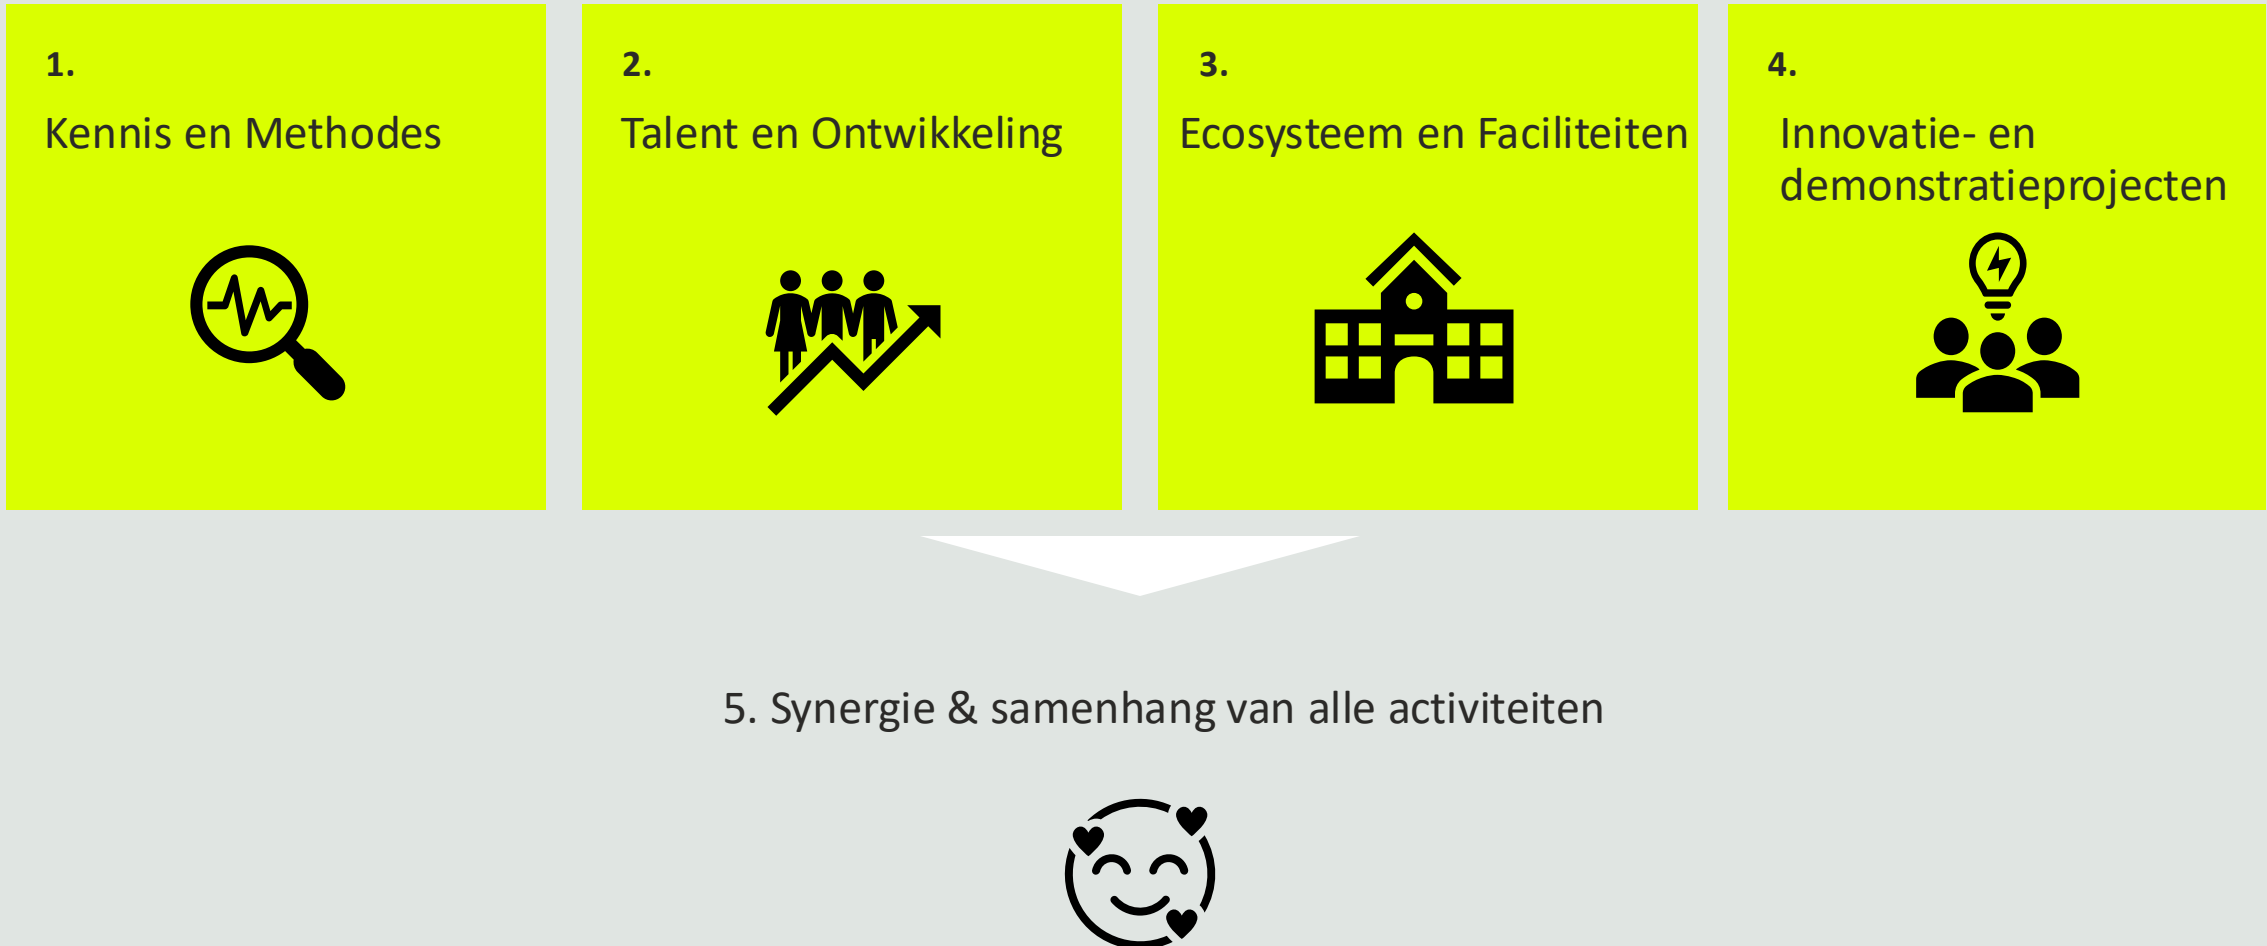 1.
Kennis en Methodes
2.
Talent en Ontwikkeling
3.
Ecosysteem en Faciliteiten
4.
Innovatie- en
demonstratieprojecten
5. Synergie & samenhang van alle activiteiten